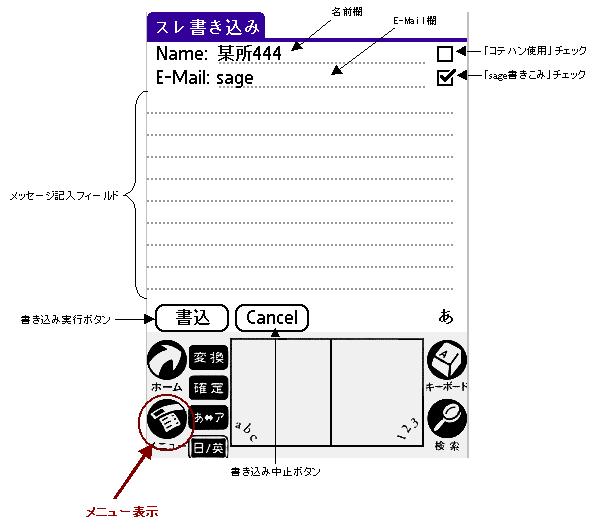 スレ書き込み
名前欄
E-Mail欄
Name: 某所444
「コテハン使用」チェック
E-Mail: sage
「sage書きこみ」チェック
メッセージ記入フィールド
書き込み実行ボタン
書込
Cancel
あ
変換
ホーム
確定
キーボード
あ⇔ア
abc
123
メニュー
日/英
検索
書き込み中止ボタン
メニュー表示